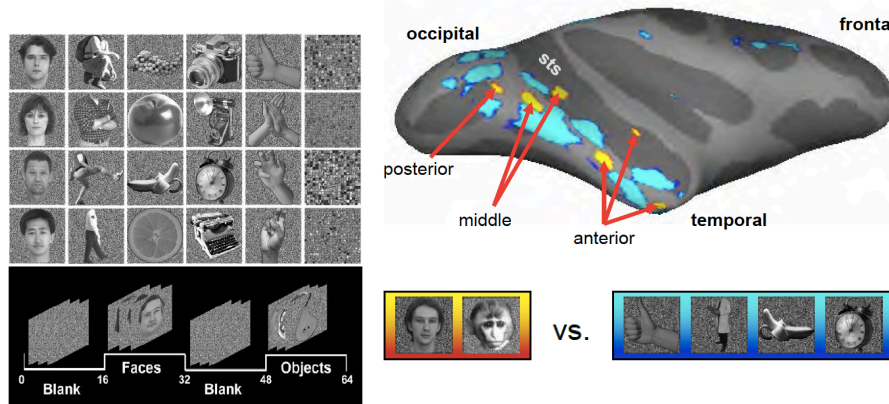 occipital
fronta
sts
posterior
middle
anterior
temporal
Faces
Objects
0
16
32
48
64
Blank
Blank
vs.